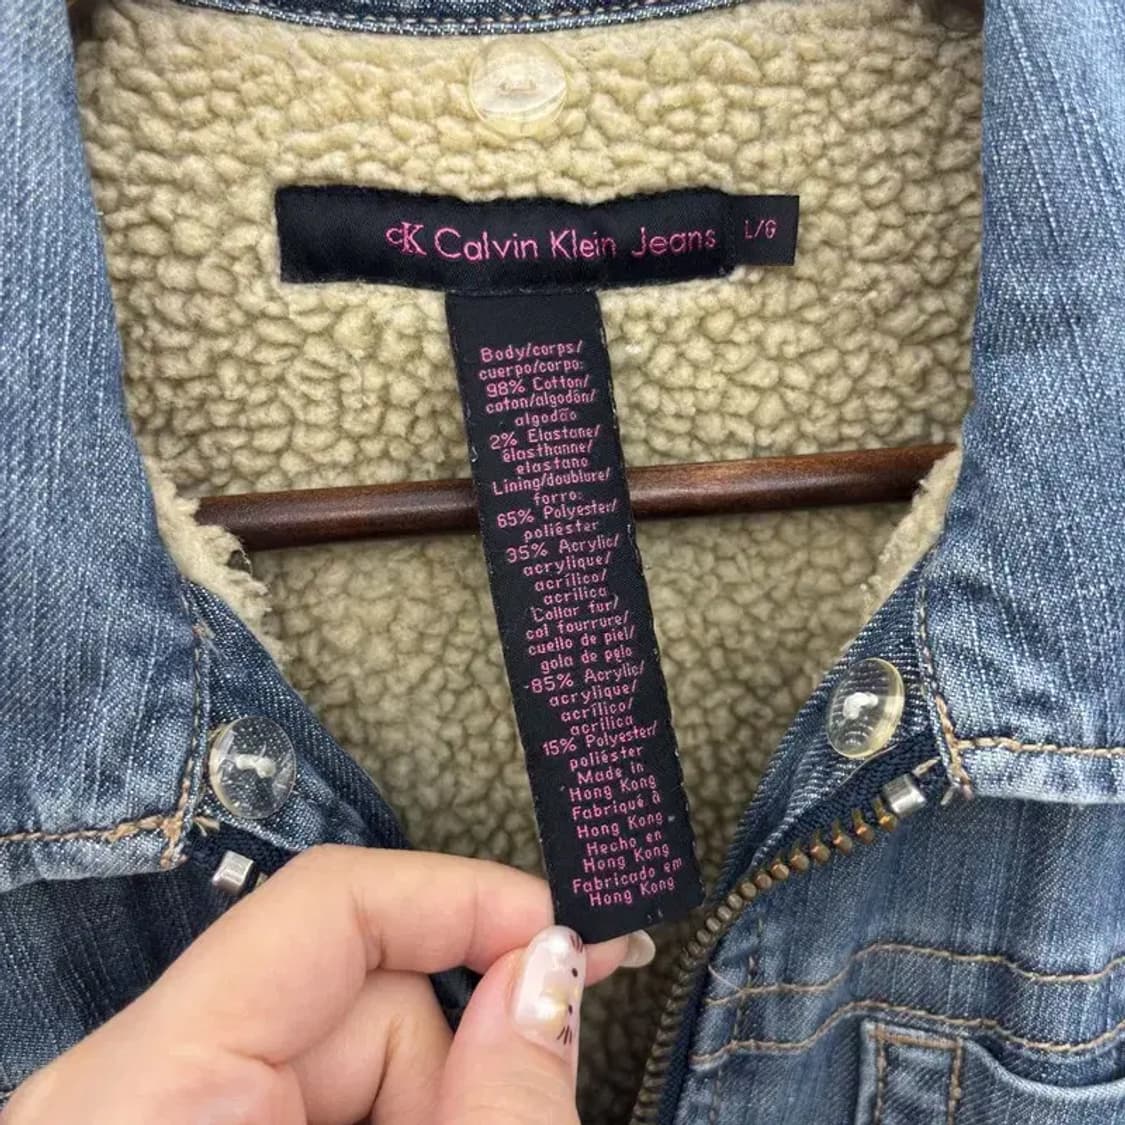 cK Calvin Klein Jeans
L/G
Body/corps/
cuerpo/corpo:
98% Cotton/
coton/algodón/
algodão
2% Elastane/
élasthanne/
elastano
Lining/doublure/
forro:
65% Polyester/
poliéster
35% Acrylic/
acrylique/
acrílico/
acrílica
Collar fur/
col fourrure/
cuello de piel/
gola de pelo
85% Acrylic/
acrylique/
acrílico/
acrílica
15% Polyester/
poliéster
Made in
Hong Kong
Fabriqué à
Hong Kong
Hecho en
Hong Kong
Fabricado em
Hong Kong